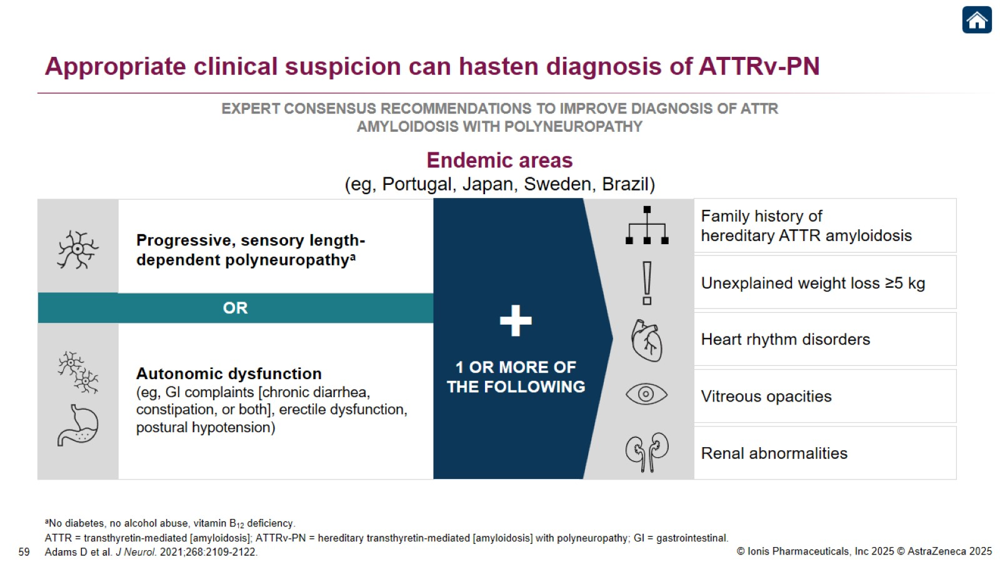 Appropriate clinical suspicion can hasten diagnosis of ATTRv-PN
EXPERT CONSENSUS RECOMMENDATIONS TO IMPROVE DIAGNOSIS OF ATTR
AMYLOIDOSIS WITH POLYNEUROPATHY
Endemic areas
(eg, Portugal, Japan, Sweden, Brazil)
Progressive, sensory length-
dependent polyneuropathyᵃ
OR
Autonomic dysfunction
(eg, GI complaints [chronic diarrhea,
constipation, or both], erectile dysfunction,
postural hypotension)
+
1 OR MORE OF
THE FOLLOWING
Family history of
hereditary ATTR amyloidosis
Unexplained weight loss ≥5 kg
Heart rhythm disorders
Vitreous opacities
Renal abnormalities
ᵃNo diabetes, no alcohol abuse, vitamin B₁₂ deficiency.
ATTR = transthyretin-mediated [amyloidosis]; ATTRv-PN = hereditary transthyretin-mediated [amyloidosis] with polyneuropathy; GI = gastrointestinal.
59 Adams D et al. J Neurol. 2021;268:2109-2122.
© Ionis Pharmaceuticals, Inc 2025 © AstraZeneca 2025